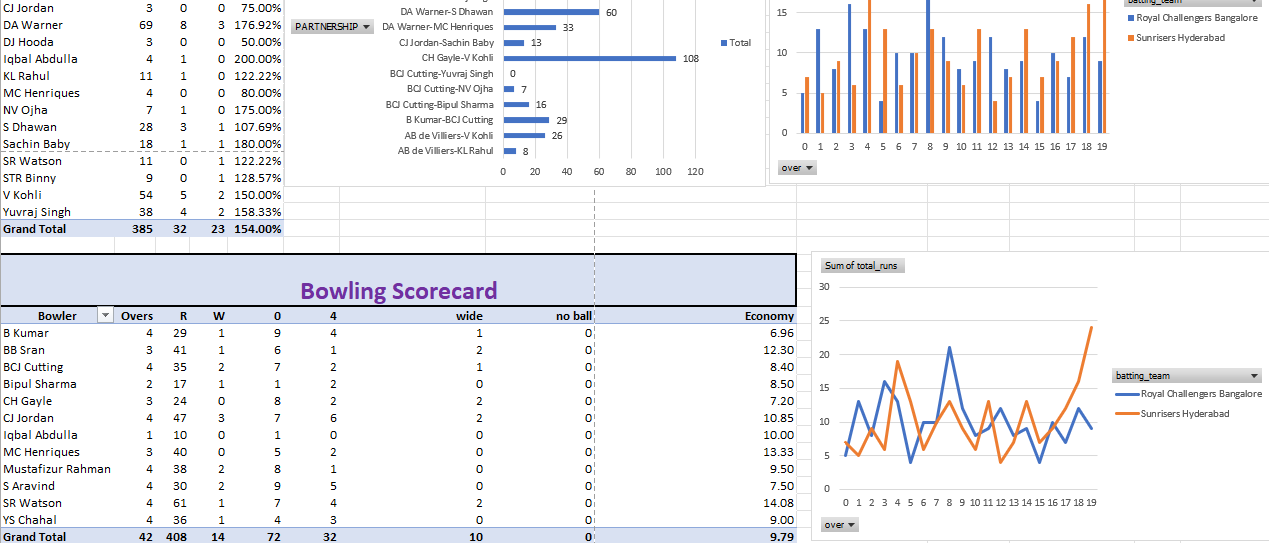 CJ Jordan 3 0 0 75.00%
DA Warner 69 8 3 176.92%
DJ Hooda 3 0 0 50.00%
Iqbal Abdulla 4 1 0 200.00%
KL Rahul 11 1 0 122.22%
MC Henriques 4 0 0 80.00%
NV Ojha 7 1 0 175.00%
S Dhawan 28 3 1 107.69%
Sachin Baby 18 1 1 180.00%
SR Watson 11 0 1 122.22%
STR Binny 9 0 1 128.57%
V Kohli 54 5 2 150.00%
Yuvraj Singh 38 4 2 158.33%
Grand Total 385 32 23 154.00%
PARTNERSHIP
DA Warner-S Dhawan 60
DA Warner-MC Henriques 33
CJ Jordan-Sachin Baby 13
CH Gayle-V Kohli 108
BCJ Cutting-Yuvraj Singh 0
BCJ Cutting-NV Ojha 7
BCJ Cutting-Bipul Sharma 16
B Kumar-BCJ Cutting 29
AB de Villiers-V Kohli 26
AB de Villiers-KL Rahul 8
0 20 40 60 80 100 120
Total
15
10
5
0
0 1 2 3 4 5 6 7 8 9 10 11 12 13 14 15 16 17 18 19
over
batting_team
Royal Challengers Bangalore
Sunrisers Hyderabad
Bowling Scorecard
Bowler Overs R W 0 4 wide no ball Economy
B Kumar 4 29 1 9 4 1 0 6.96
BB Sran 3 41 1 6 1 2 0 12.30
BCJ Cutting 4 35 2 7 2 1 0 8.40
Bipul Sharma 2 17 1 1 2 0 0 8.50
CH Gayle 3 24 0 8 2 2 0 7.20
CJ Jordan 4 47 3 7 6 2 0 10.85
Iqbal Abdulla 1 10 0 1 0 0 0 10.00
MC Henriques 3 40 0 5 2 0 0 13.33
Mustafizur Rahman 4 38 2 8 1 0 0 9.50
S Aravind 4 30 2 9 5 0 0 7.50
SR Watson 4 61 1 7 4 2 0 14.08
YS Chahal 4 36 1 4 3 0 0 9.00
Grand Total 42 408 14 72 32 10 0 9.79
Sum of total_runs
30
25
20
15
10
5
0
0 1 2 3 4 5 6 7 8 9 10 11 12 13 14 15 16 17 18 19
over
batting_team
Royal Challengers Bangalore
Sunrisers Hyderabad